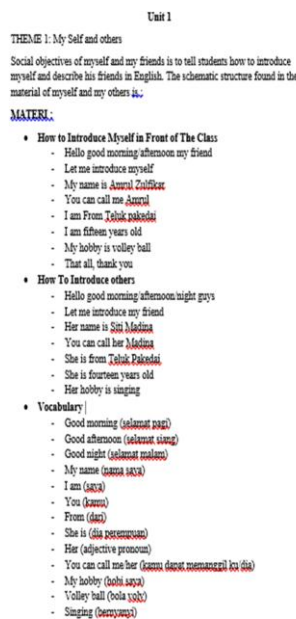 Unit 1
THEME 1: My Self and others
Social objectives of myself and my friends is to tell students how to introduce
myself and describe his friends in English. The schematic structure found in the
material of myself and my others is,:
MATERI :
• How to Introduce Myself in Front of The Class
- Hello good morning/afternoon my friend
- Let me introduce myself
- My name is Amrul Zulfikar
- You can call me Amrul
- I am From Teluk pakedai
- I am fifteen years old
- My hobby is volley ball
- That all, thank you
• How To Introduce others
- Hello good morning/afternoon/night guys
- Let me introduce my friend
- Her name is Siti Madina
- You can call her Madina
- She is from Teluk Pakedai
- She is fourteen years old
- Her hobby is singing
• Vocabulary
- Good morning (selamat pagi)
- Good afternoon (selamat siang)
- Good night (selamat malam)
- My name (nama saya)
- I am (saya)
- You (kamu)
- From (dari)
- She is (dia perempuan)
- Her (adjective pronoun)
- You can call me/her (kamu dapat memanggil ku/dia)
- My hobby (hobi saya)
- Volley ball (bola voly)
- Singing (bernyanyi)